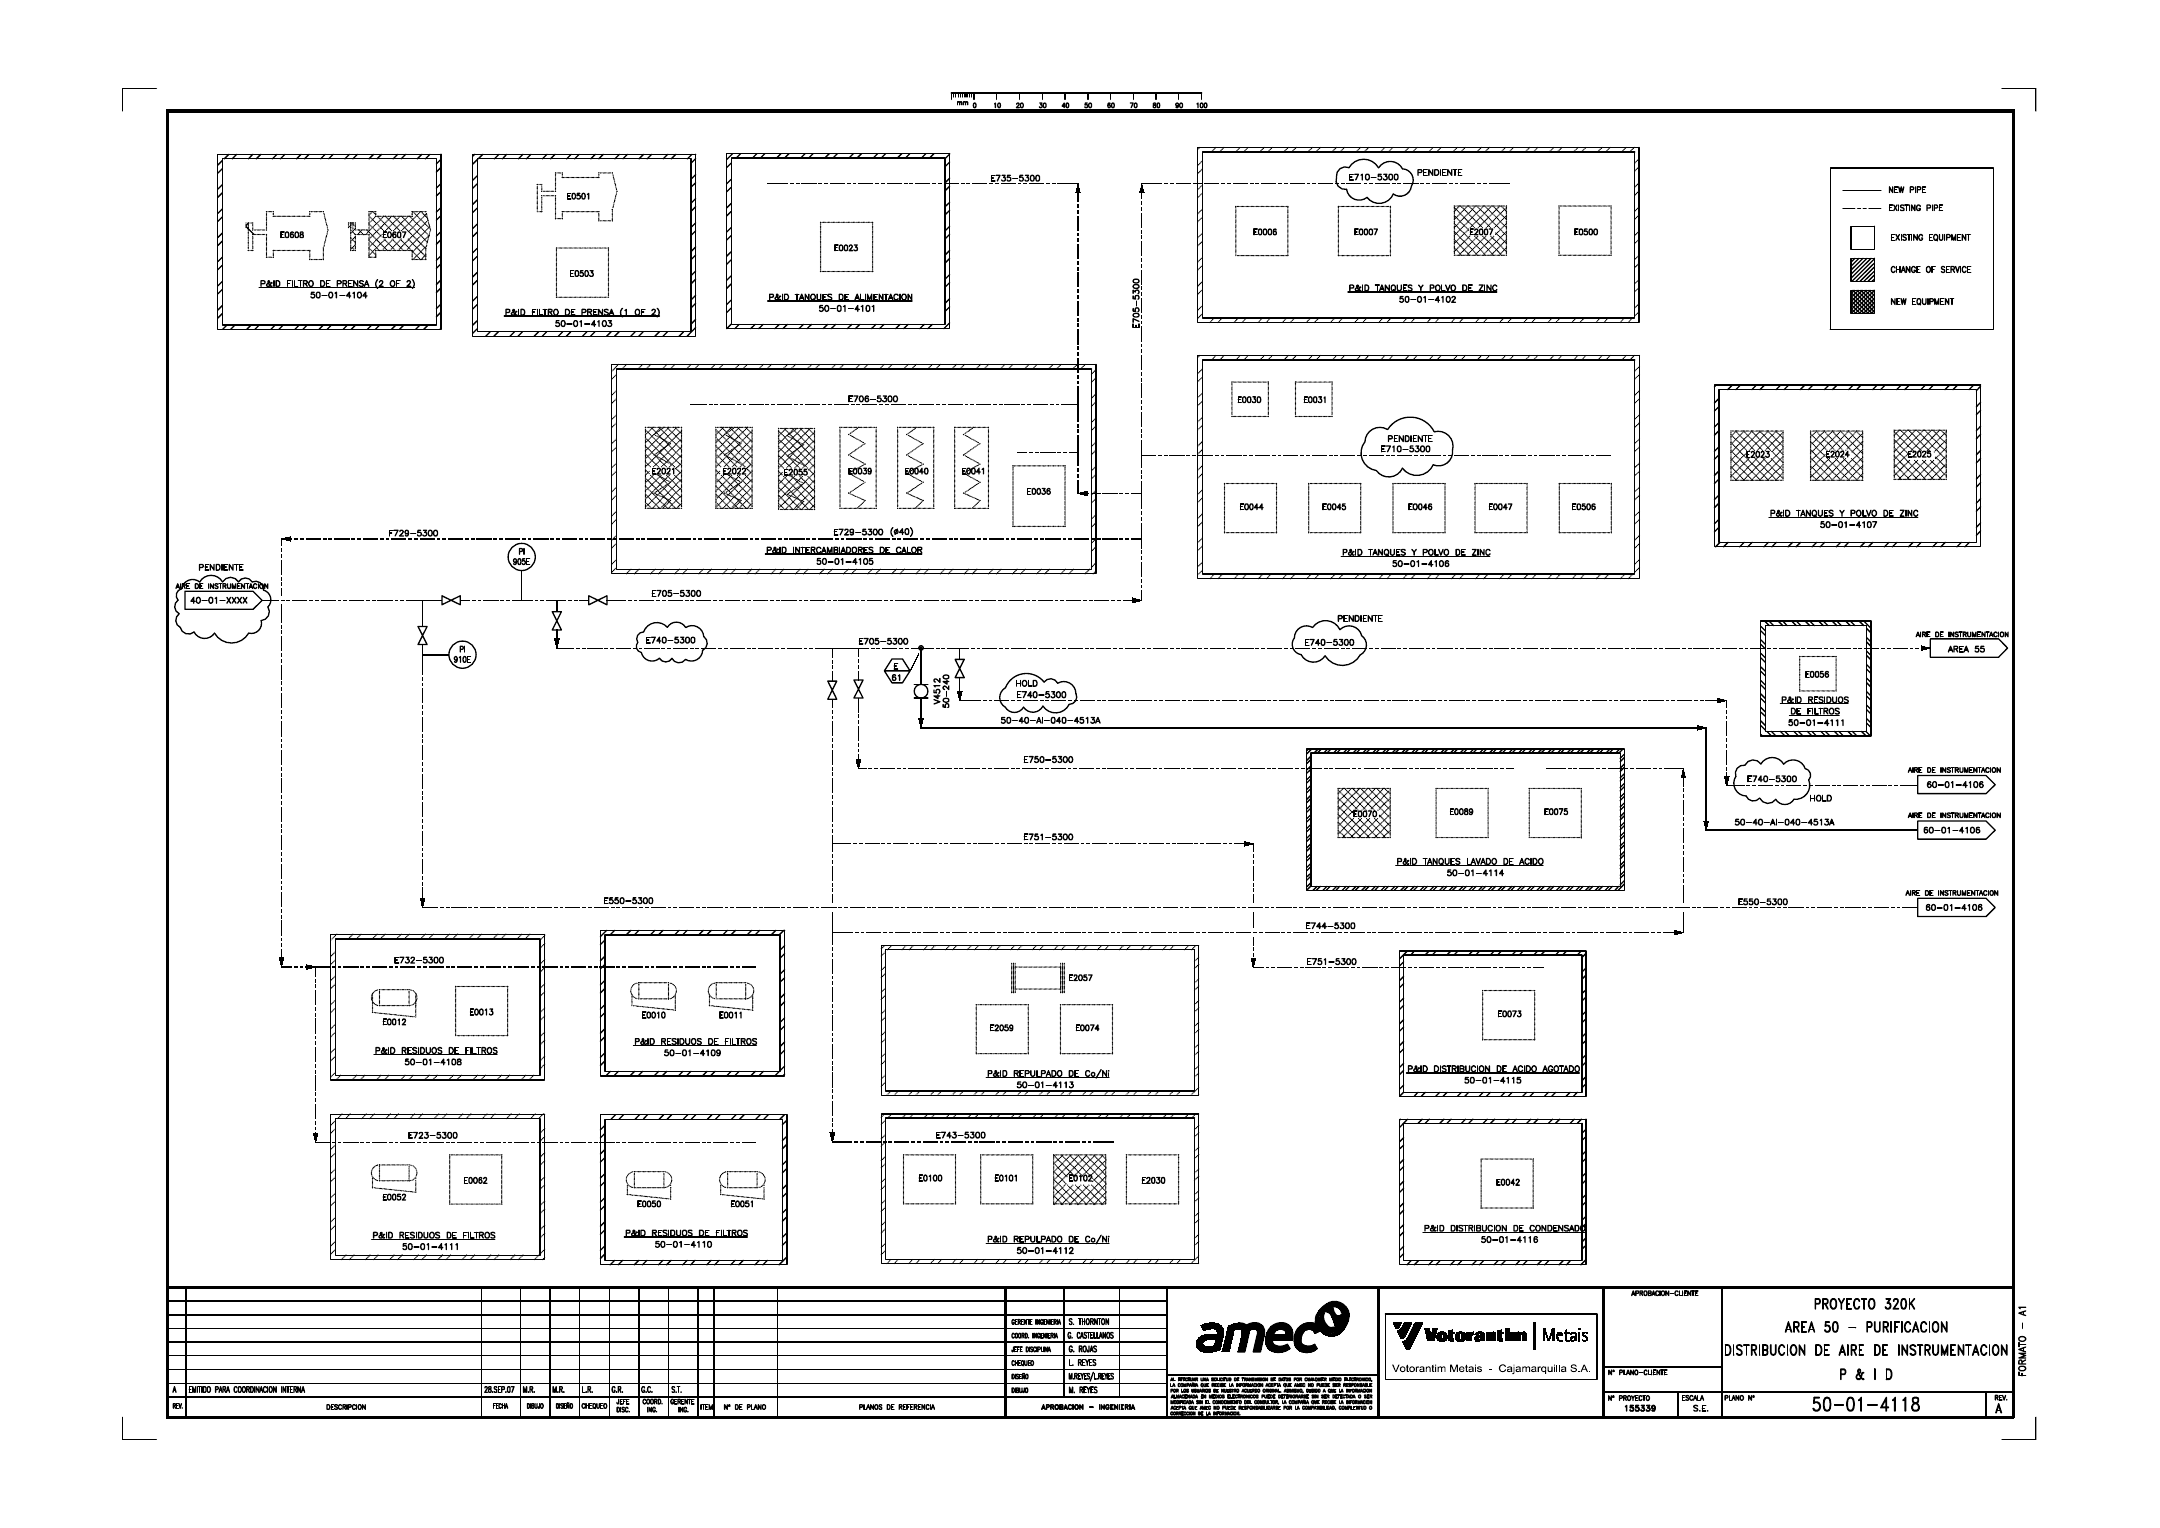 mm 0 10 20 30 40 50 60 70 80 90 100
E0608
E0607
P&ID FILTRO DE PRENSA (2 OF 2)
50-01-4104
E0501
E0503
P&ID FILTRO DE PRENSA (1 OF 2)
50-01-4103
E0023
P&ID TANQUES DE ALIMENTACION
50-01-4101
E735-5300
E705-5300
E710-5300
PENDIENTE
E0006
E0007
E2007
E0500
P&ID TANQUES Y POLVO DE ZINC
50-01-4102
NEW PIPE
EXISTING PIPE
EXISTING EQUIPMENT
CHANGE OF SERVICE
NEW EQUIPMENT
E706-5300
E2021
E2022
E2055
E0039
E0040
E0041
E0036
E729-5300 (ø40)
P&ID INTERCAMBIADORES DE CALOR
50-01-4105
E0030
E0031
PENDIENTE
E710-5300
E0044
E0045
E0046
E0047
E0506
P&ID TANQUES Y POLVO DE ZINC
50-01-4106
E2023
E2024
E2025
P&ID TANQUES Y POLVO DE ZINC
50-01-4107
F729-5300
PENDIENTE
AIRE DE INSTRUMENTACION
40-01-XXXX
PI
905E
E705-5300
PI
910E
E740-5300
E705-5300
E
61
V4512
50-240
PENDIENTE
E740-5300
HOLD
E740-5300
50-40-AI-040-4513A
E0056
P&ID RESIDUOS
DE FILTROS
50-01-4111
AIRE DE INSTRUMENTACION
AREA 55
E750-5300
E0070
E0089
E0075
P&ID TANQUES LAVADO DE ACIDO
50-01-4114
E740-5300
HOLD
AIRE DE INSTRUMENTACION
60-01-4106
50-40-AI-040-4513A
AIRE DE INSTRUMENTACION
60-01-4106
E751-5300
E550-5300
E550-5300
AIRE DE INSTRUMENTACION
60-01-4106
E744-5300
E732-5300
E0012
E0013
P&ID RESIDUOS DE FILTROS
50-01-4108
E0010
E0011
P&ID RESIDUOS DE FILTROS
50-01-4109
E2057
E2059
E0074
P&ID REPULPADO DE Co/Ni
50-01-4113
E751-5300
E0073
P&ID DISTRIBUCION DE ACIDO AGOTADO
50-01-4115
E723-5300
E0052
E0062
P&ID RESIDUOS DE FILTROS
50-01-4111
E0050
E0051
P&ID RESIDUOS DE FILTROS
50-01-4110
E743-5300
E0100
E0101
E0102
E2030
P&ID REPULPADO DE Co/Ni
50-01-4112
E0042
P&ID DISTRIBUCION DE CONDENSADO
50-01-4116
A EMITIDO PARA COORDINACION INTERNA 28.SEP.07 M.R. M.R. L.R. G.R. G.C. S.T.
REV. DESCRIPCION FECHA DIBUJO DISEÑO CHEQUEO JEFE DISC. COORD. ING. GERENTE ING. ITEM N° DE PLANO PLANOS DE REFERENCIA
GERENTE INGENIERIA S. THORNTON
COORD. INGENIERIA G. CASTELLANOS
JEFE DISCIPLINA G. ROJAS
CHEQUEO L. REYES
DISEÑO M.REYES/L.REYES
DIBUJO M. REYES
APROBACION - INGENIERIA
amec
Votorantim | Metais
Votorantim Metais - Cajamarquilla S.A.
APROBACION-CLIENTE
N° PLANO-CLIENTE
N° PROYECTO
155339
ESCALA
S.E.
PROYECTO 320K
AREA 50 - PURIFICACION
DISTRIBUCION DE AIRE DE INSTRUMENTACION
P & I D
PLANO N°
50-01-4118
REV.
A
FORMATO - A1